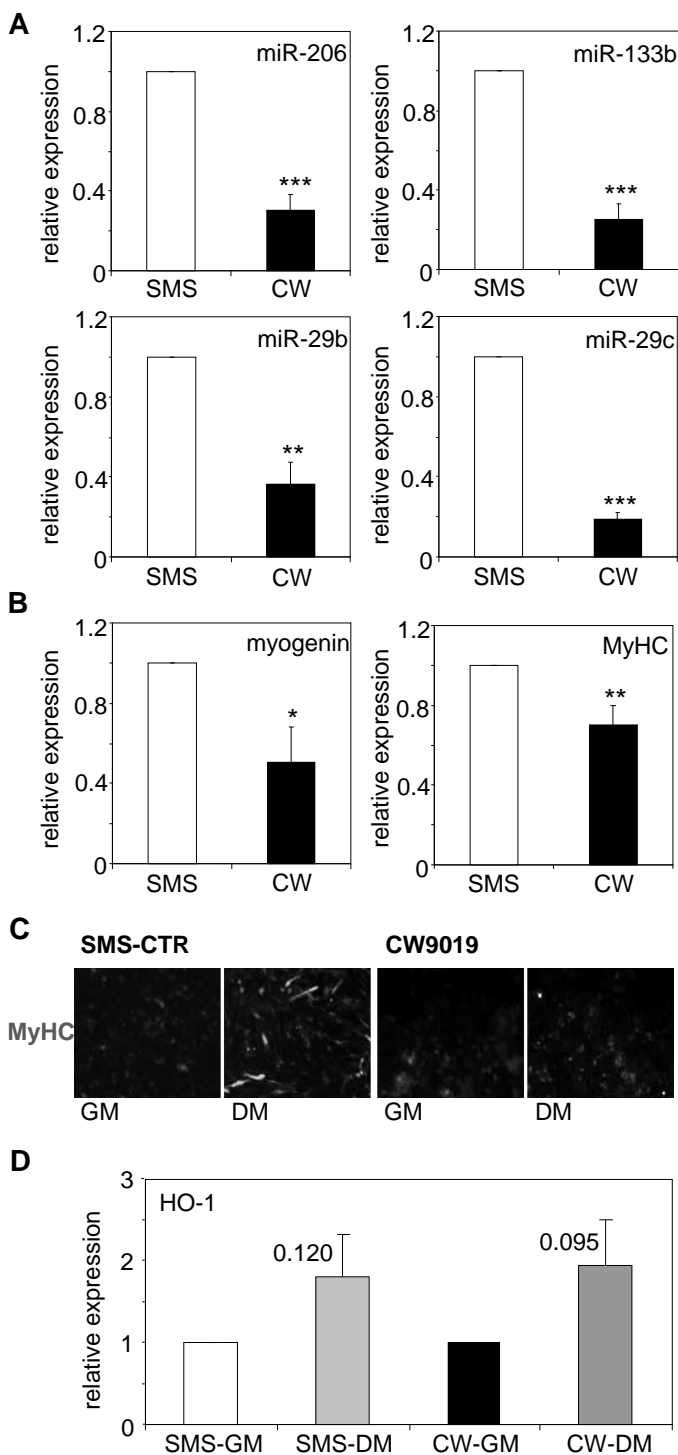 A
1.2
0.8
0.4
0
relative expression
miR-206
***
SMS
CW
1.2
0.8
0.4
0
relative expression
miR-133b
***
SMS
CW
1.2
0.8
0.4
0
relative expression
miR-29b
**
SMS
CW
1.2
0.8
0.4
0
relative expression
miR-29c
***
SMS
CW
B
1.2
0.8
0.4
0
relative expression
myogenin
*
SMS
CW
1.2
0.8
0.4
0
relative expression
MyHC
**
SMS
CW
C
SMS-CTR
CW9019
MyHC
GM
DM
GM
DM
D
3
2
1
0
relative expression
HO-1
0.120
0.095
SMS-GM
SMS-DM
CW-GM
CW-DM